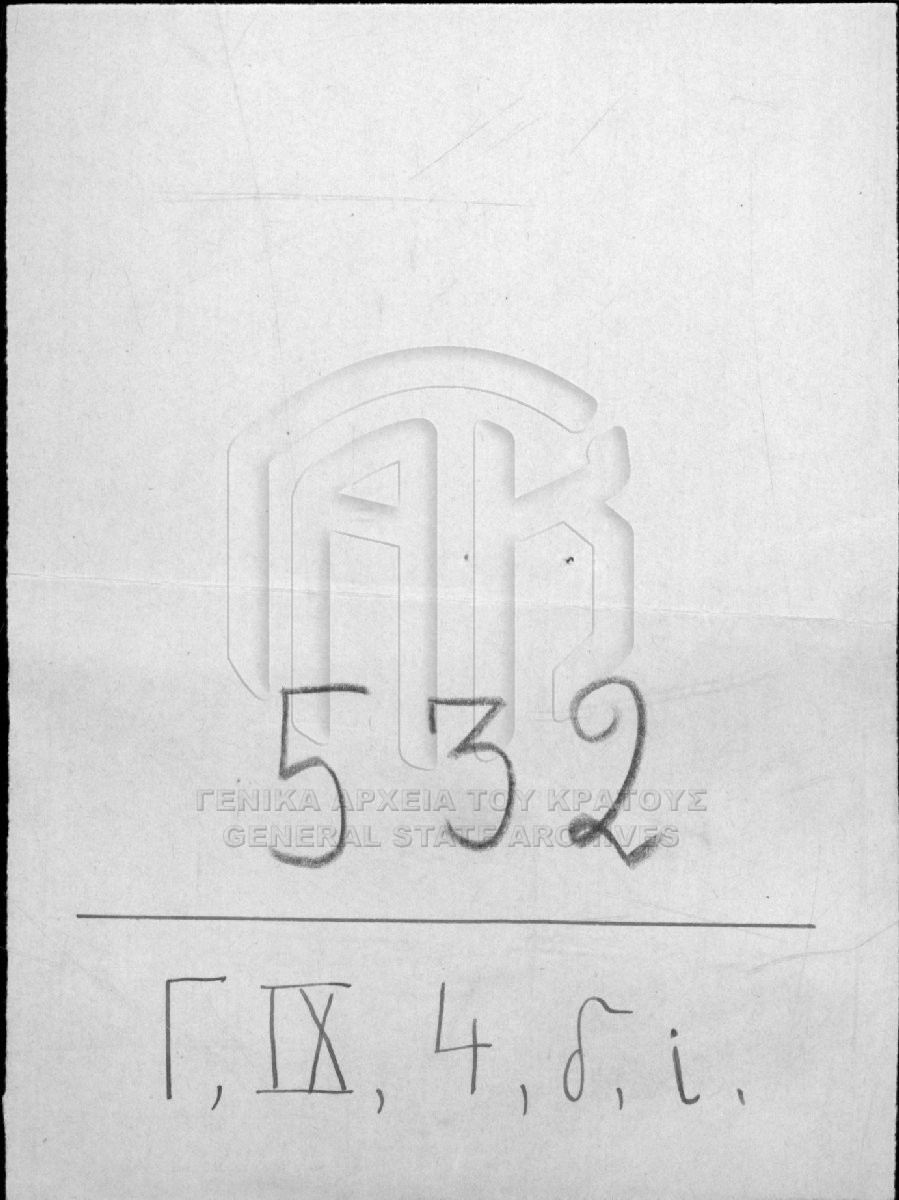 532
ΓΕΝΙΚΑ ΑΡΧΕΙΑ ΤΟΥ ΚΡΑΤΟΥΣ
GENERAL STATE ARCHIVES
Γ, IX, 4, δ, i.